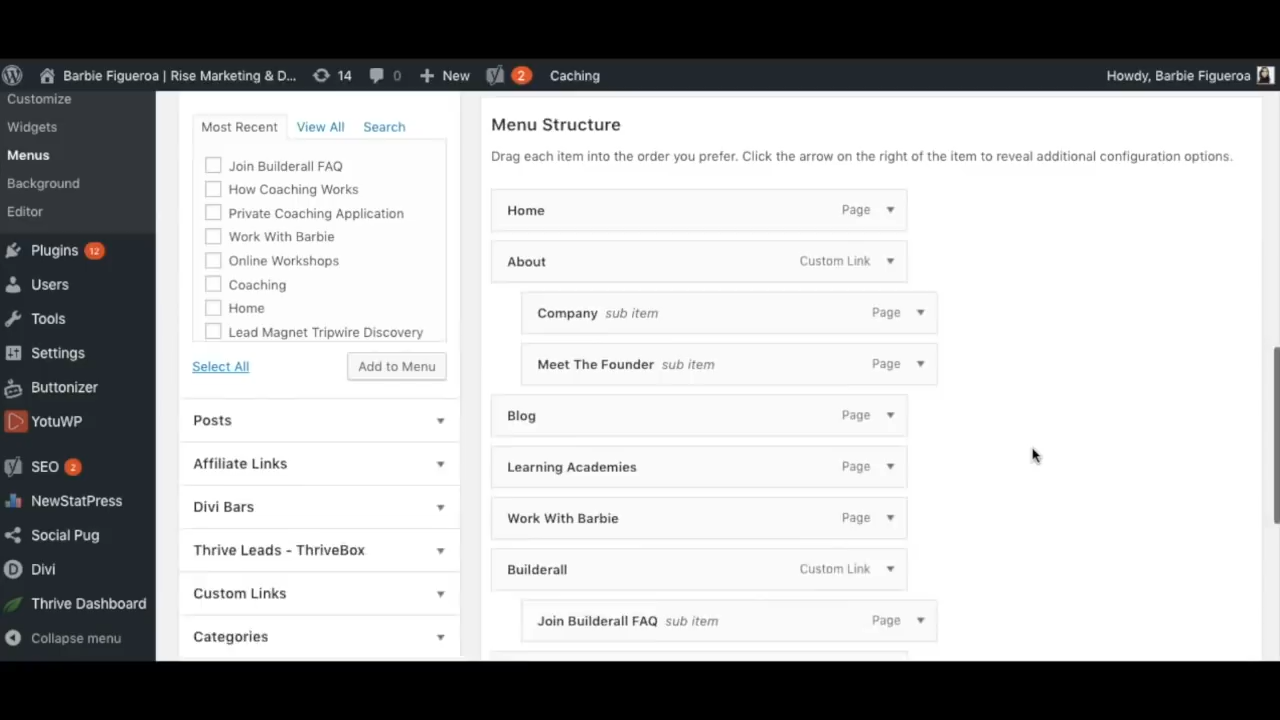 Barbie Figueroa | Rise Marketing & D... 14 0 New 2 Caching Howdy, Barbie Figueroa
Customize
Widgets
Menus
Background
Editor
Plugins 12
Users
Tools
Settings
Buttonizer
YotuWP
SEO 2
NewStatPress
Social Pug
Divi
Thrive Dashboard
Collapse menu
Most Recent View All Search
Join Builderall FAQ
How Coaching Works
Private Coaching Application
Work With Barbie
Online Workshops
Coaching
Home
Lead Magnet Tripwire Discovery
Select All Add to Menu
Posts
Affiliate Links
Divi Bars
Thrive Leads - ThriveBox
Custom Links
Categories
Menu Structure
Drag each item into the order you prefer. Click the arrow on the right of the item to reveal additional configuration options.
Home Page
About Custom Link
Company sub item Page
Meet The Founder sub item Page
Blog Page
Learning Academies Page
Work With Barbie Page
Builderall Custom Link
Join Builderall FAQ sub item Page